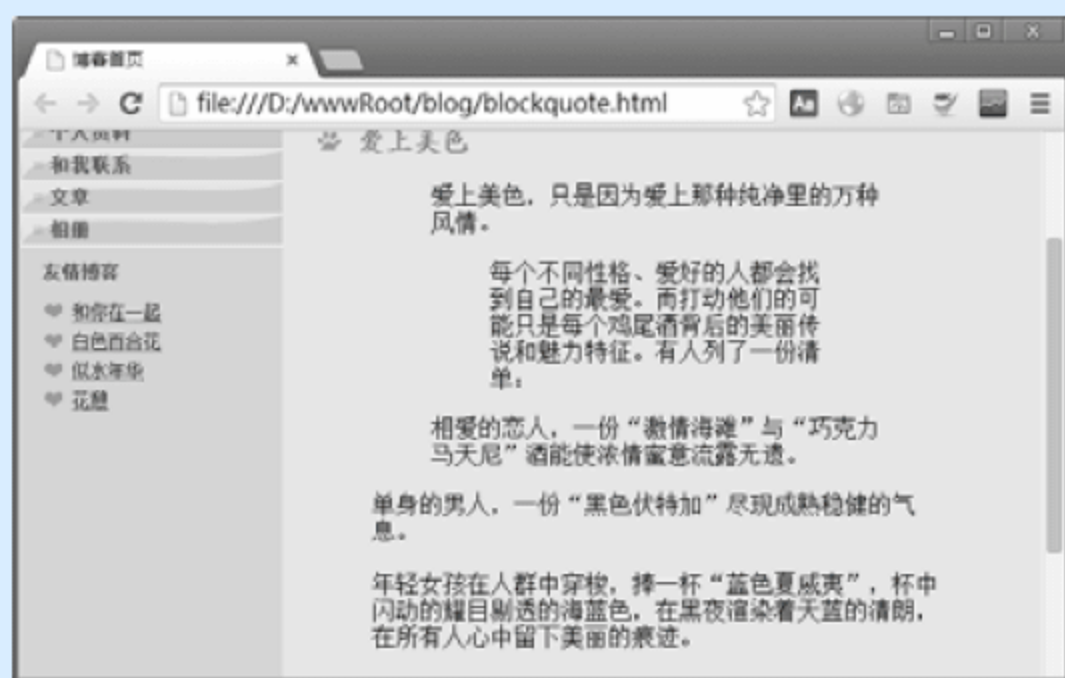 博客首页
file:///D:/wwwRoot/blog/blockquote.html
个人资料
和我联系
文章
相册
友情博客
和你在一起
白色百合花
似水年华
花憩
爱上美色
爱上美色，只是因为爱上那种纯净里的万种
风情。
每个不同性格、爱好的人都会找
到自己的最爱。而打动他们的可
能只是每个鸡尾酒背后的美丽传
说和魅力特征。有人列了一份清
单：
相爱的恋人，一份“激情海滩”与“巧克力
马天尼”酒能使浓情蜜意流露无遗。
单身的男人，一份“黑色伏特加”尽现成熟稳健的气
息。
年轻女孩在人群中穿梭，捧一杯“蓝色夏威夷”，杯中
闪动的耀目剔透的海蓝色，在黑夜渲染着天蓝的清朗，
在所有人心中留下美丽的痕迹。